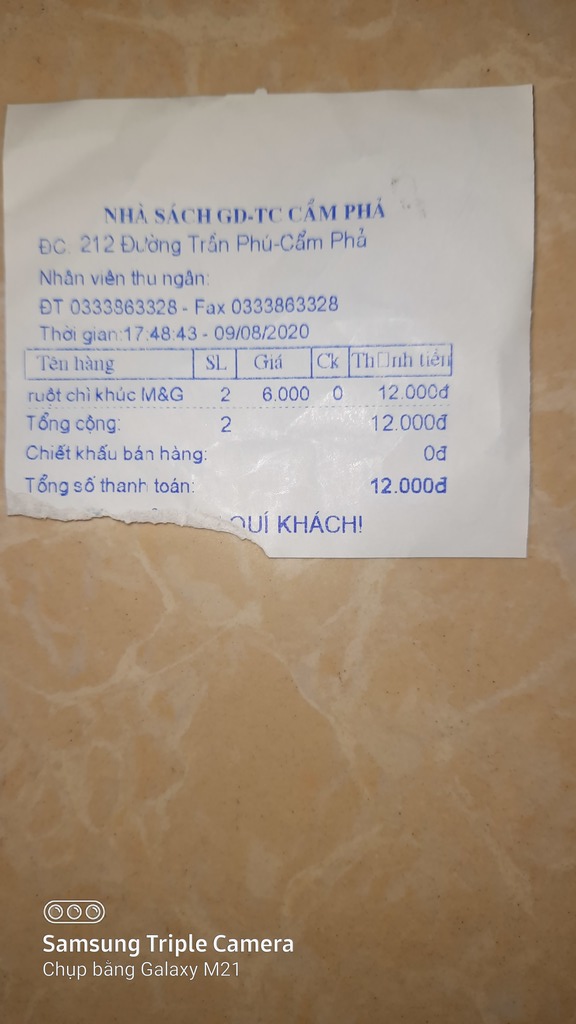 NHÀ SÁCH GD-TC CẨM PHẢ
ĐC. 212 Đường Trần Phú-Cẩm Phả
Nhân viên thu ngân:
ĐT 0333863328 - Fax 0333863328
Thời gian:17:48:43 - 09/08/2020
Tên hàng SL Giá Ck Th□nh tiền
ruột chì khúc M&G 2 6.000 0 12.000đ
Tổng cộng: 2 12.000đ
Chiết khấu bán hàng: 0đ
Tổng số thanh toán: 12.000đ
QUÍ KHÁCH!
Samsung Triple Camera
Chụp bằng Galaxy M21